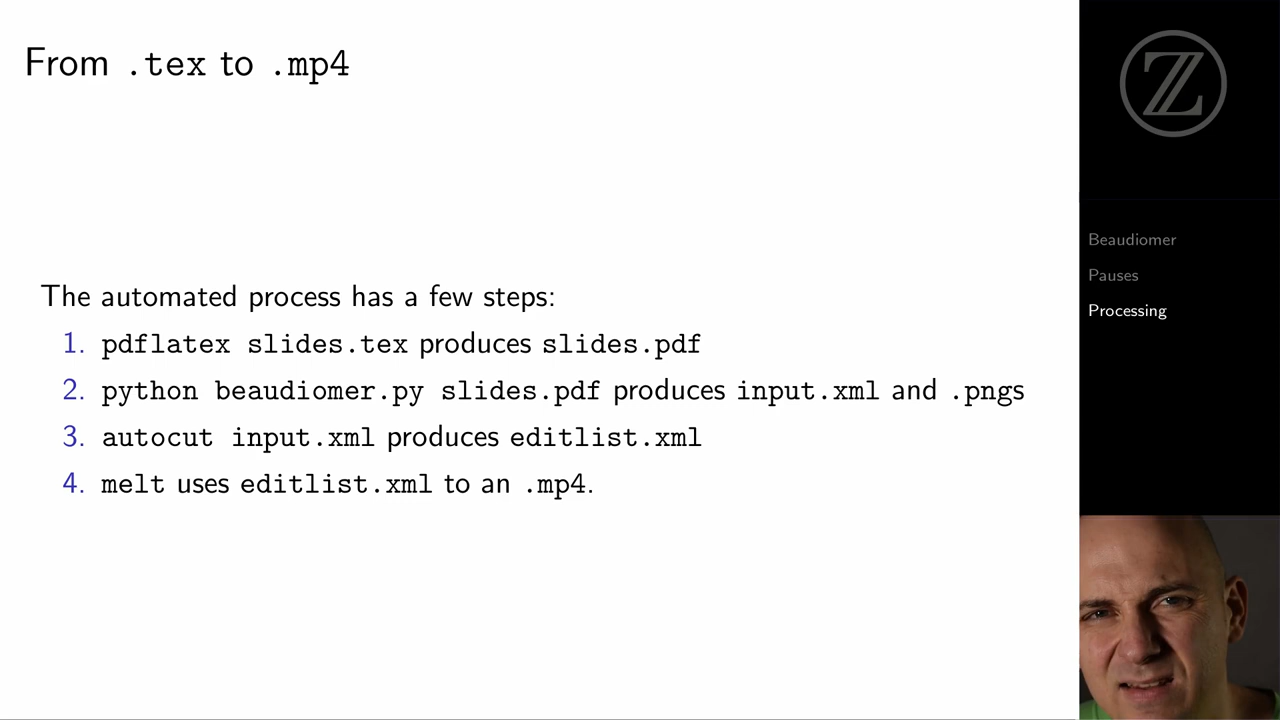 From .tex to .mp4
The automated process has a few steps:
1. pdflatex slides.tex produces slides.pdf
2. python beaudiomer.py slides.pdf produces input.xml and .pngs
3. autocut input.xml produces editlist.xml
4. melt uses editlist.xml to an .mp4.
Z
Beaudiomer
Pauses
Processing